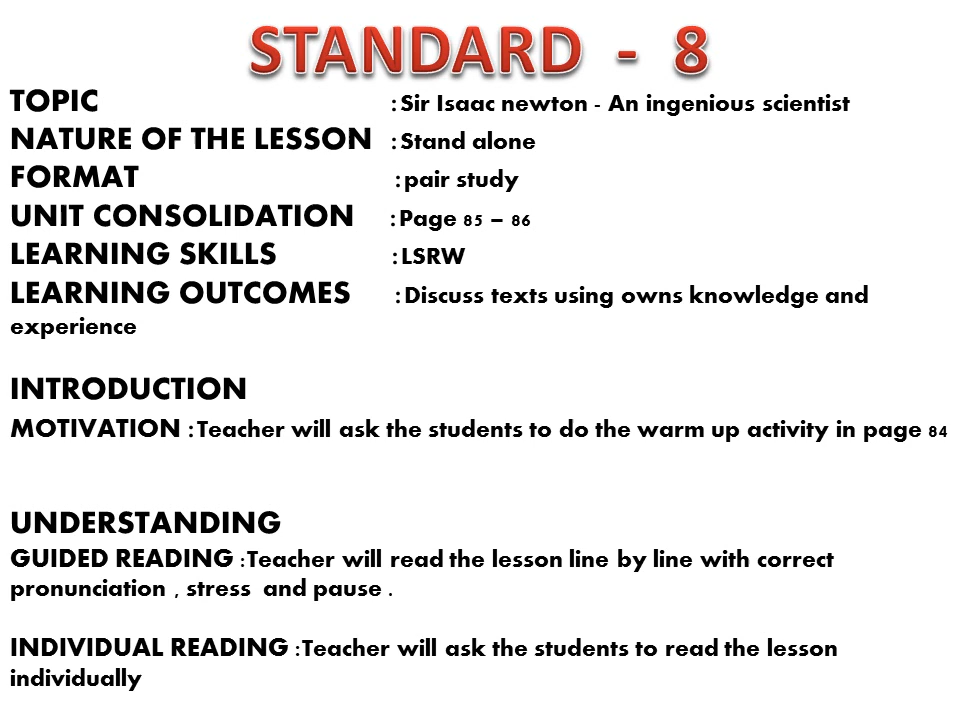 STANDARD - 8
TOPIC : Sir Isaac newton - An ingenious scientist
NATURE OF THE LESSON : Stand alone
FORMAT : pair study
UNIT CONSOLIDATION : Page 85 – 86
LEARNING SKILLS : LSRW
LEARNING OUTCOMES : Discuss texts using owns knowledge and
experience
INTRODUCTION
MOTIVATION : Teacher will ask the students to do the warm up activity in page 84
UNDERSTANDING
GUIDED READING : Teacher will read the lesson line by line with correct
pronunciation , stress and pause .
INDIVIDUAL READING : Teacher will ask the students to read the lesson
individually